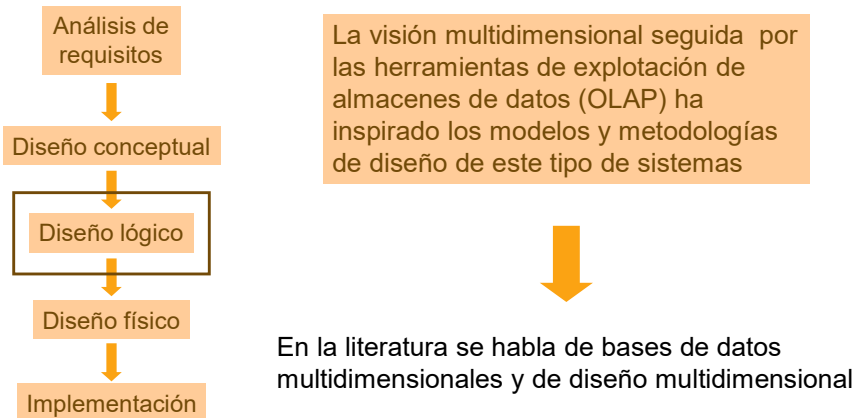 Análisis de
requisitos
Diseño conceptual
Diseño lógico
Diseño físico
Implementación
La visión multidimensional seguida por
las herramientas de explotación de
almacenes de datos (OLAP) ha
inspirado los modelos y metodologías
de diseño de este tipo de sistemas
En la literatura se habla de bases de datos
multidimensionales y de diseño multidimensional